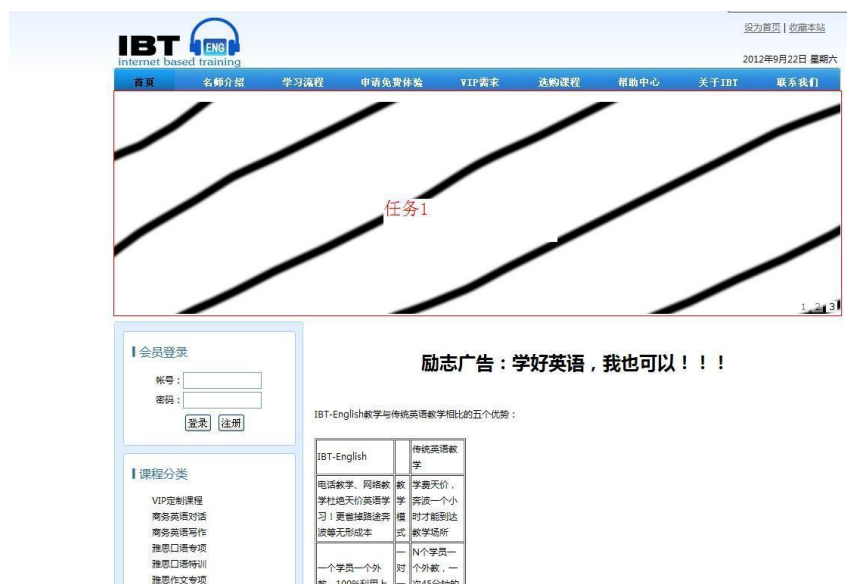 设为首页 | 收藏本站
IBT ENG
internet based training
2012年9月22日 星期六
首页 名师介绍 学习流程 申请免费体验 VIP需求 选购课程 帮助中心 关于IBT 联系我们
任务1
1 2 3
会员登录
帐号：
密码：
登录 注册
课程分类
VIP定制课程
商务英语对话
商务英语写作
雅思口语专项
雅思口语特训
雅思作文专项
励志广告：学好英语，我也可以！！！
IBT-English教学与传统英语教学相比的五个优势：
IBT-English
传统英语教
学
电话教学、网络教
学杜绝天价英语学
习！更省掉路途奔
波等无形成本
教
学
模
式
学费天价，
奔波一个小
时才能到达
教学场所
一个学员一个外
教，100%利用上
一
对
一
N个学员一
个外教，一
次45分钟的